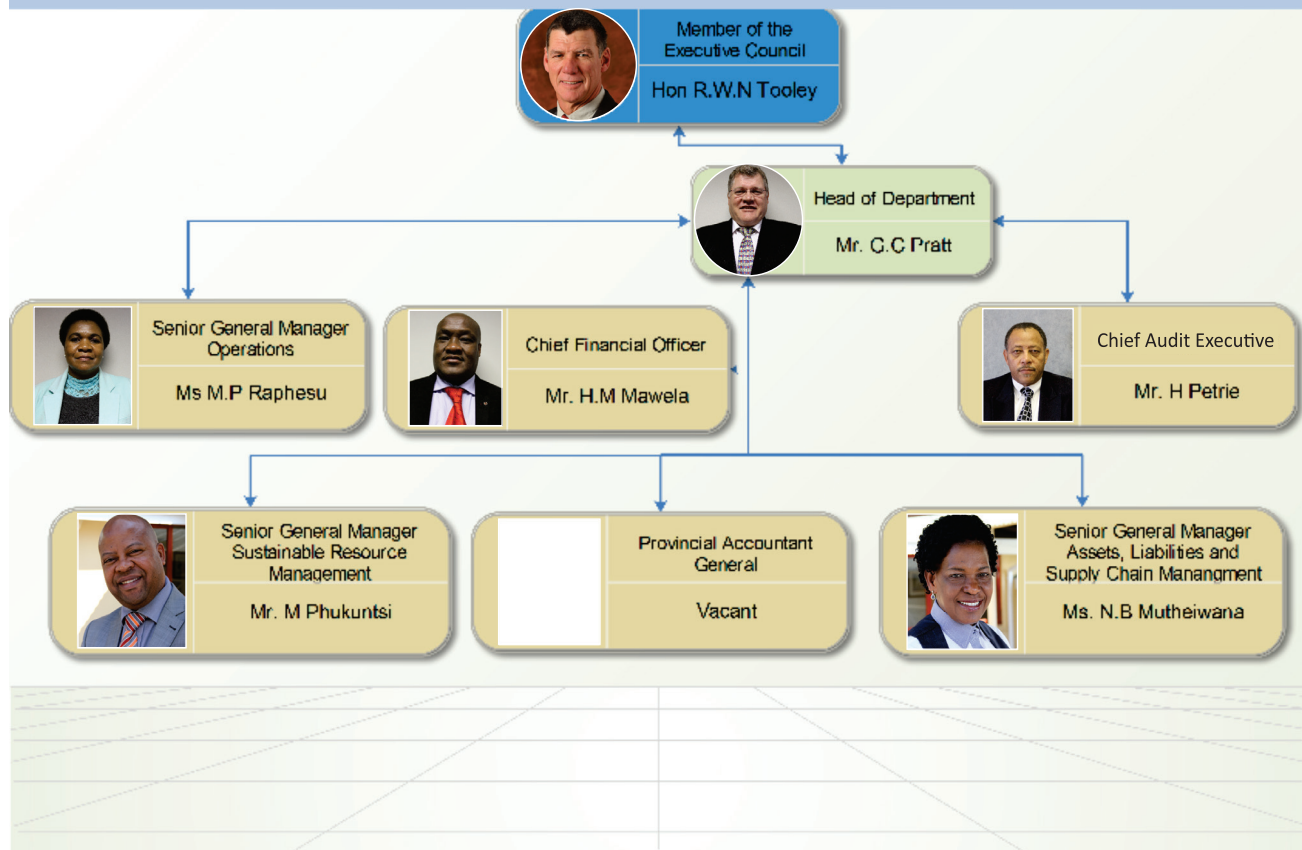 Member of the
Executive Council
Hon R.W.N Tooley
Head of Department
Mr. G.C Pratt
Senior General Manager
Operations
Ms M.P Raphesu
Chief Financial Officer
Mr. H.M Mawela
Chief Audit Executive
Mr. H Petrie
Senior General Manager
Sustainable Resource
Management
Mr. M Phukuntsi
Provincial Accountant
General
Vacant
Senior General Manager
Assets, Liabilities and
Supply Chain Manangment
Ms. N.B Mutheiwana